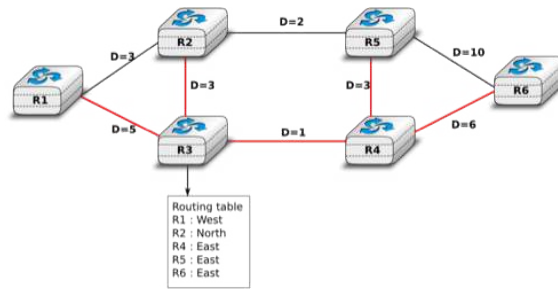 R2
D=2
R5
D=3
D=10
R1
D=3
D=3
R6
D=5
R3
D=1
R4
D=6
Routing table
R1 : West
R2 : North
R4 : East
R5 : East
R6 : East